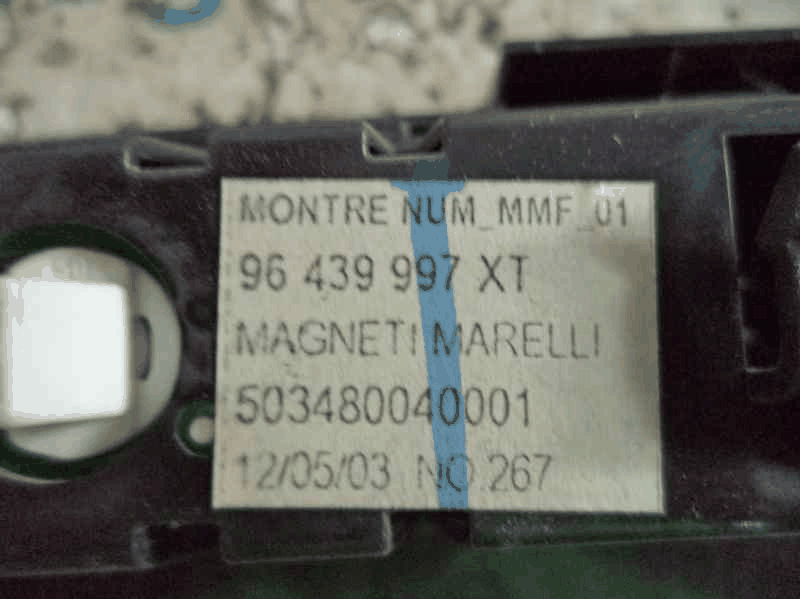 MONTRE NUM_MMF_01
96 439 997 XT
MAGNETI MARELLI
503480040001
12/05/03 NO.267